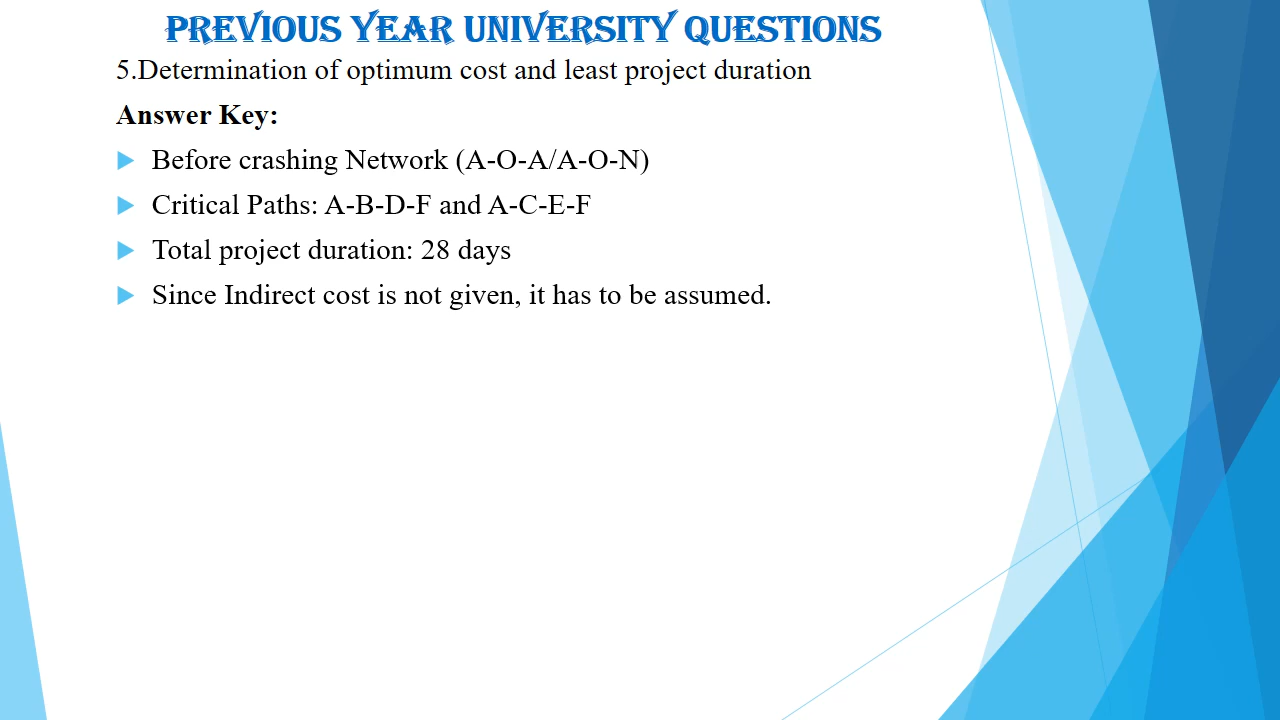 PREVIOUS YEAR UNIVERSITY QUESTIONS
5.Determination of optimum cost and least project duration
Answer Key:
Before crashing Network (A-O-A/A-O-N)
Critical Paths: A-B-D-F and A-C-E-F
Total project duration: 28 days
Since Indirect cost is not given, it has to be assumed.